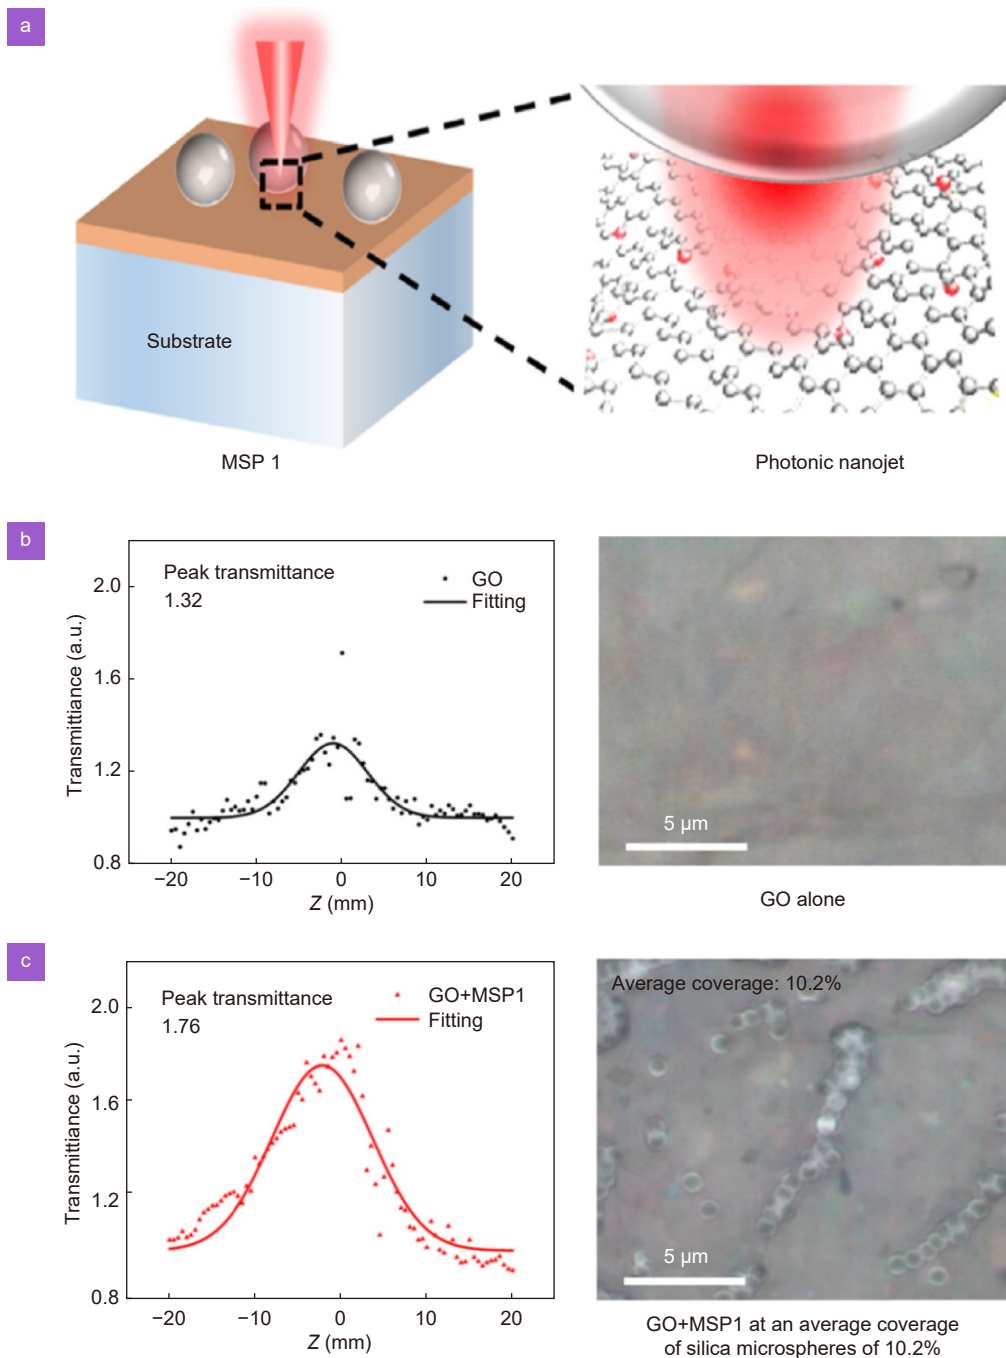 a
Substrate
MSP 1
Photonic nanojet
b
Peak transmittance
1.32
GO
Fitting
2.0
1.6
1.2
0.8
Transmittiance (a.u.)
−20
−10
0
10
20
Z (mm)
5 µm
GO alone
c
Peak transmittance
1.76
GO+MSP1
Fitting
2.0
1.6
1.2
0.8
Transmittiance (a.u.)
−20
−10
0
10
20
Z (mm)
Average coverage: 10.2%
5 µm
GO+MSP1 at an average coverage
of silica microspheres of 10.2%